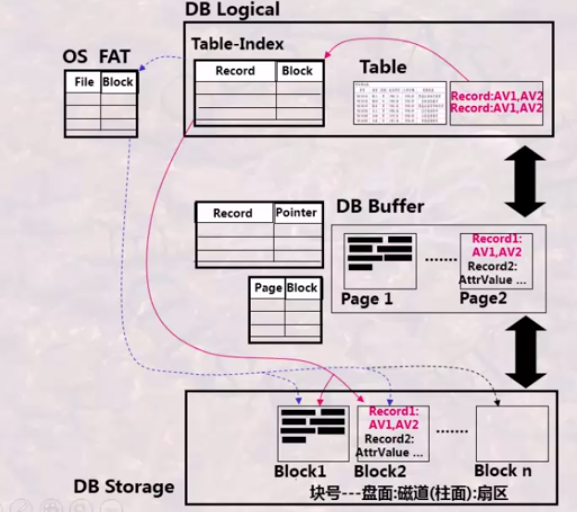 DB Logical
Table-Index
OS FAT
File Block
Record Block
Table
Record:AV1,AV2
Record:AV1,AV2
Record Pointer
DB Buffer
Record1:
AV1,AV2
Record2:
AttrValue ...
Page 1
.......
Page2
Page Block
Record1:
AV1,AV2
Record2:
AttrValue ...
.......
Block1
Block2
Block n
DB Storage
块号---盘面:磁道(柱面):扇区